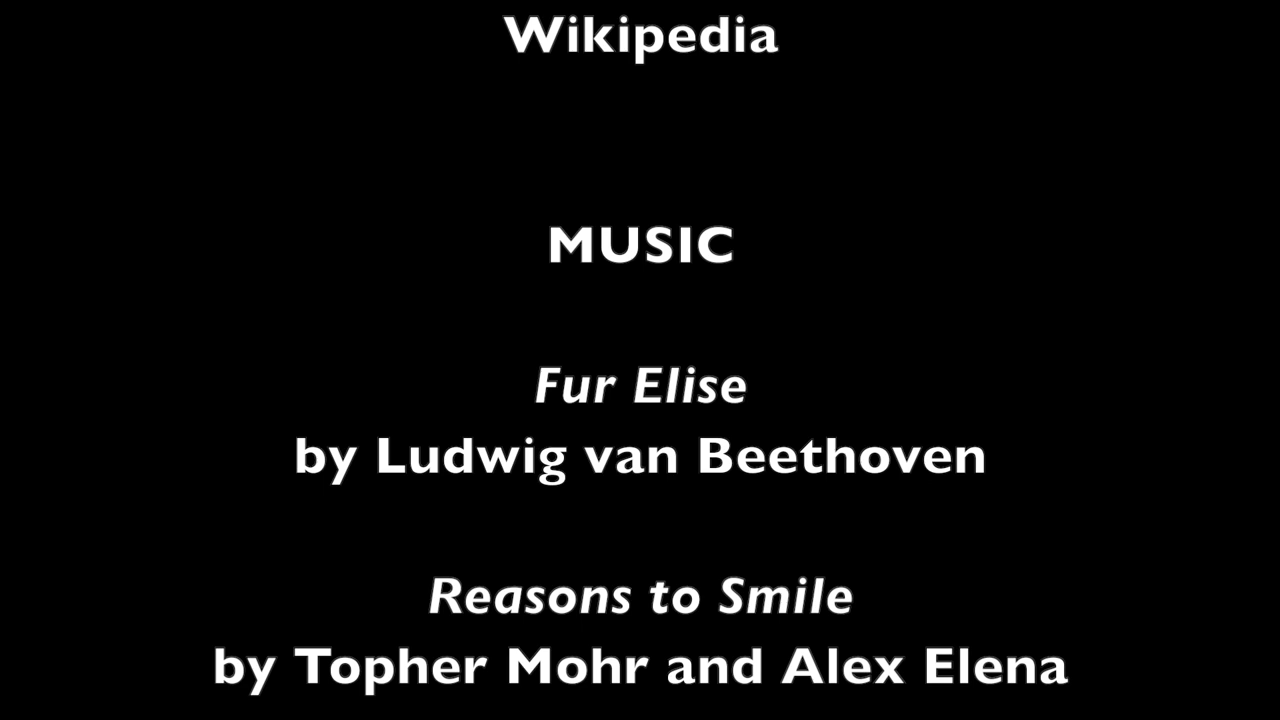 Wikipedia
MUSIC
Fur Elise
by Ludwig van Beethoven
Reasons to Smile
by Topher Mohr and Alex Elena